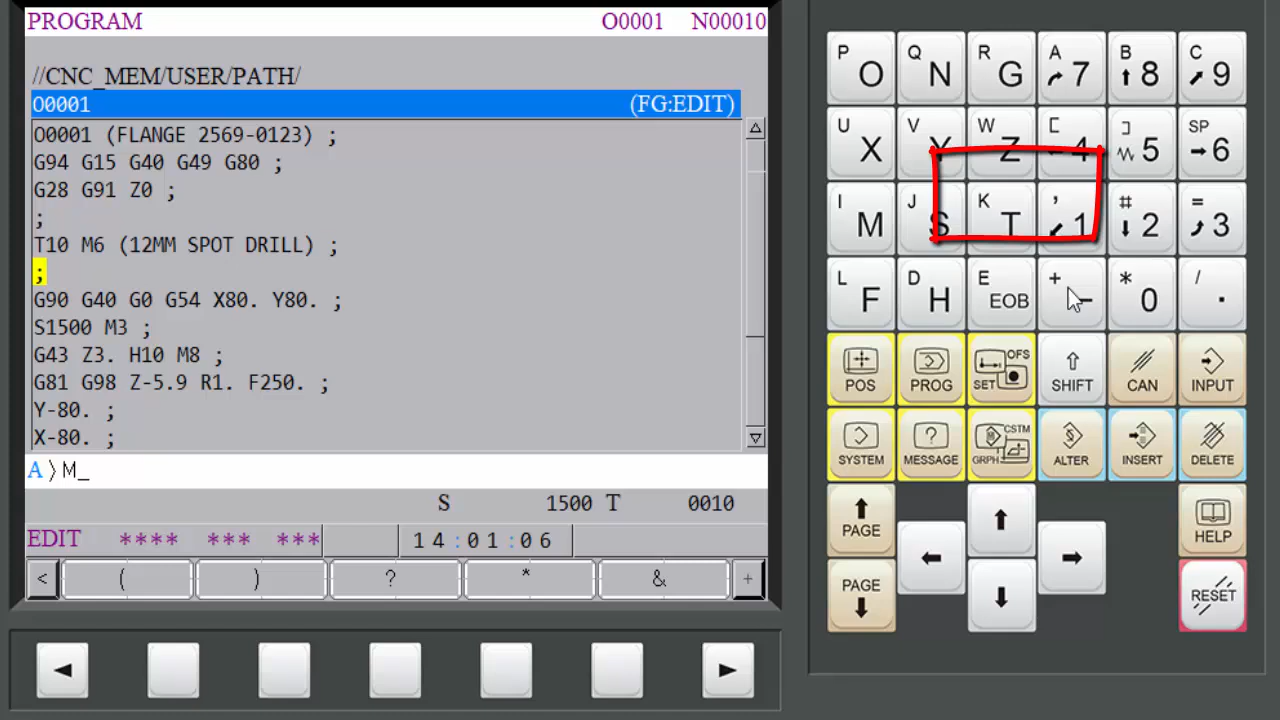 PROGRAM O0001 N00010
//CNC_MEM/USER/PATH/
O0001 (FG:EDIT)
O0001 (FLANGE 2569-0123) ;
G94 G15 G40 G49 G80 ;
G28 G91 Z0 ;
;
T10 M6 (12MM SPOT DRILL) ;
;
G90 G40 G0 G54 X80. Y80. ;
S1500 M3 ;
G43 Z3. H10 M8 ;
G81 G98 Z-5.9 R1. F250. ;
Y-80. ;
X-80. ;
A 〉M_
S 1500 T 0010
EDIT **** *** *** 14:01:06
< ( ) ? * & +
P O Q N R G A 7 B 8 C 9
U X V Y W Z [ 4 ] 5 SP 6
I M J S K T , 1 # 2 = 3
L F D H E EOB + - * 0 / .
POS PROG OFS SET SHIFT CAN INPUT
SYSTEM MESSAGE CSTM GRPH ALTER INSERT DELETE
PAGE HELP
PAGE RESET